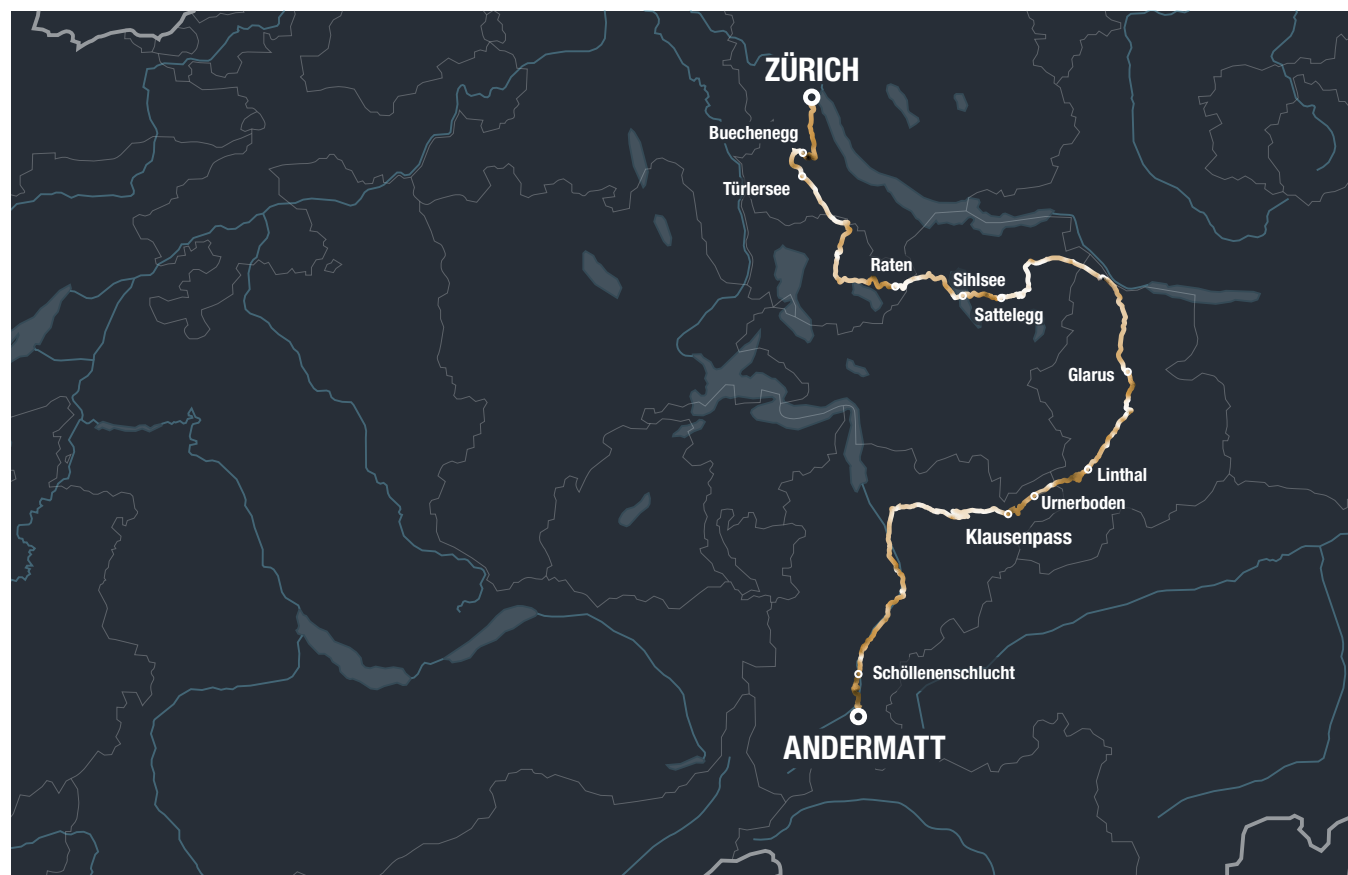 ZÜRICH
Buechenegg
Türlersee
Raten
Sihlsee
Sattelegg
Glarus
Linthal
Urnerboden
Klausenpass
Schöllenenschlucht
ANDERMATT